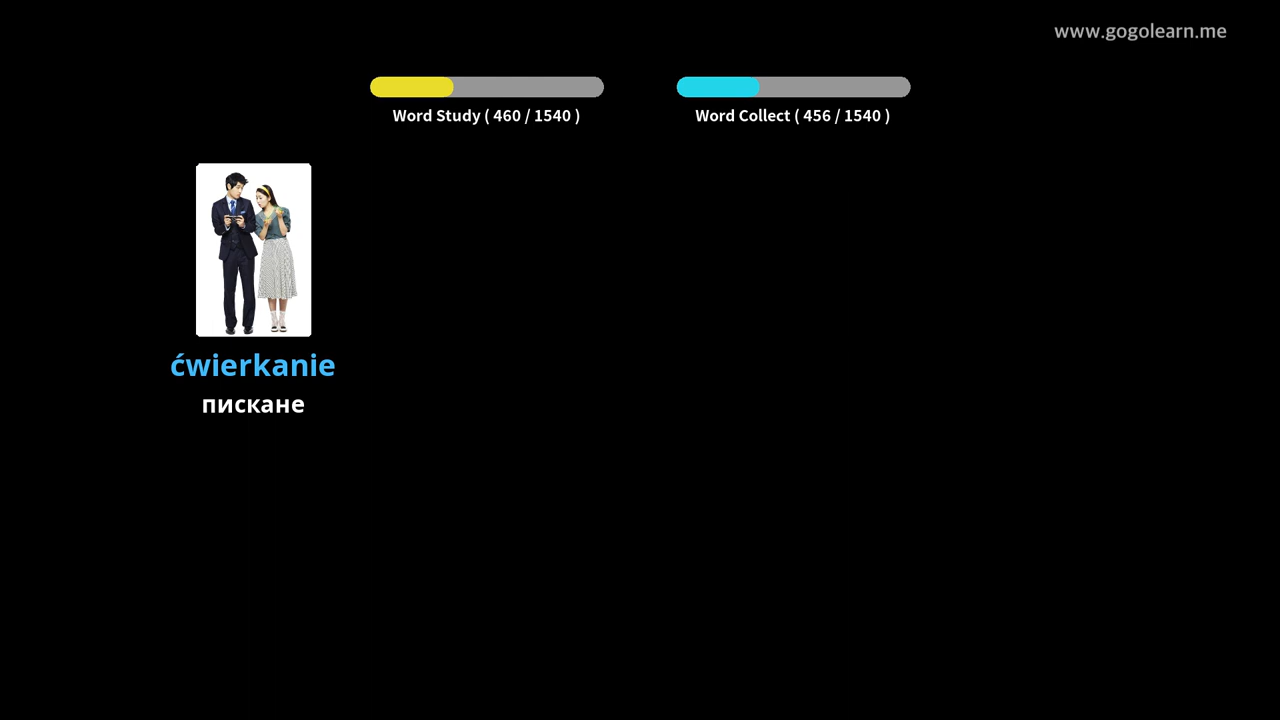 www.gogolearn.me
Word Study ( 460 / 1540 )
Word Collect ( 456 / 1540 )
ćwierkanie
пискане